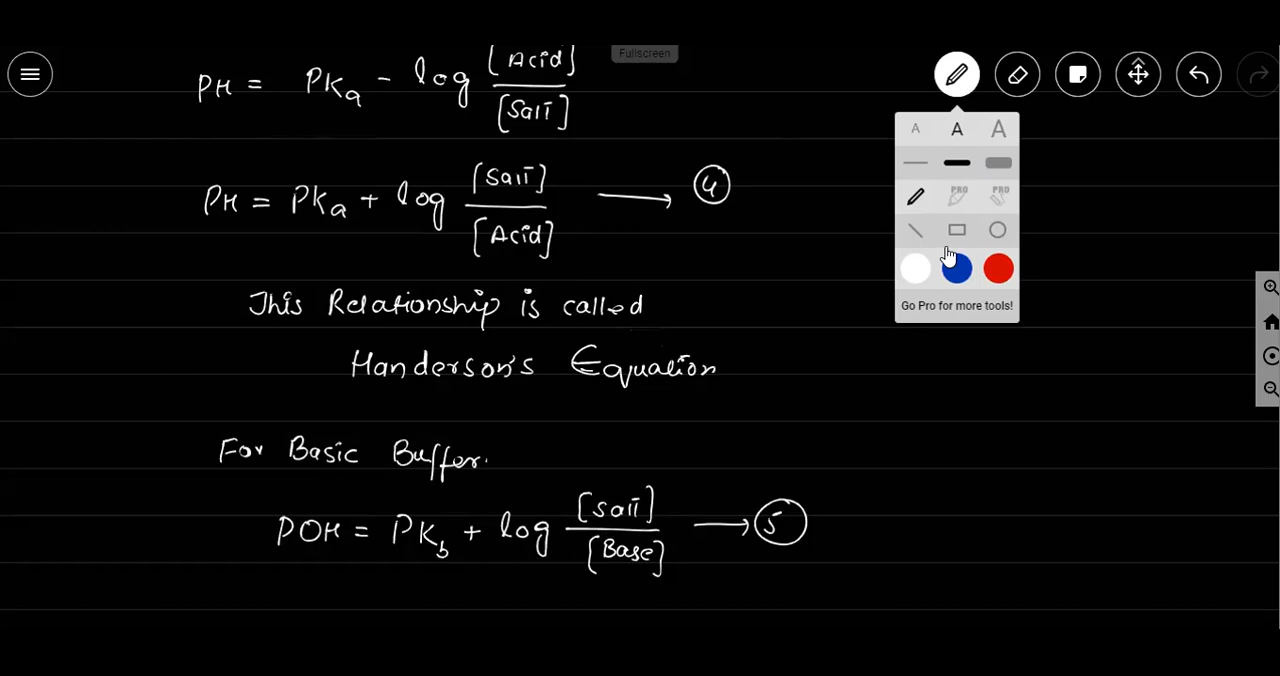 Fullscreen
PH = PKa - log [Acid] / [Salt]
PH = PKa + log [Salt] / [Acid] → 4
This Relationship is called
Handerson's Equation
For Basic Buffer.
POH = PKb + log [Salt] / [Base] → 5
A A A
PRO PRO
Go Pro for more tools!